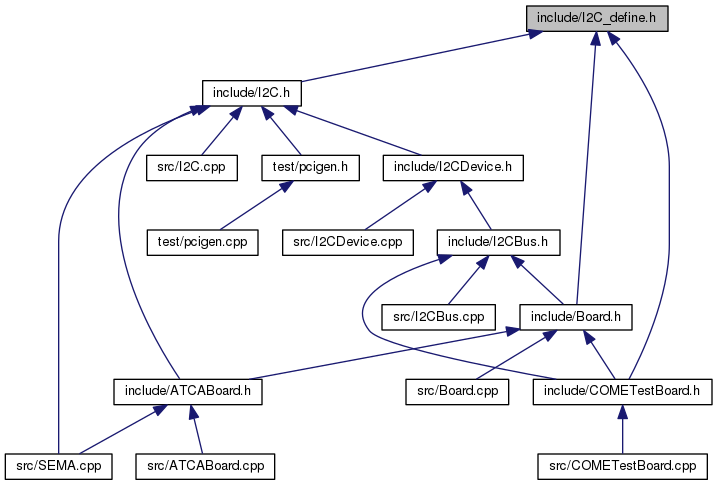 include/I2C_define.h
include/I2C.h
src/I2C.cpp
test/pcigen.h
include/I2CDevice.h
test/pcigen.cpp
src/I2CDevice.cpp
include/I2CBus.h
src/I2CBus.cpp
include/Board.h
include/ATCABoard.h
src/Board.cpp
include/COMETestBoard.h
src/SEMA.cpp
src/ATCABoard.cpp
src/COMETestBoard.cpp